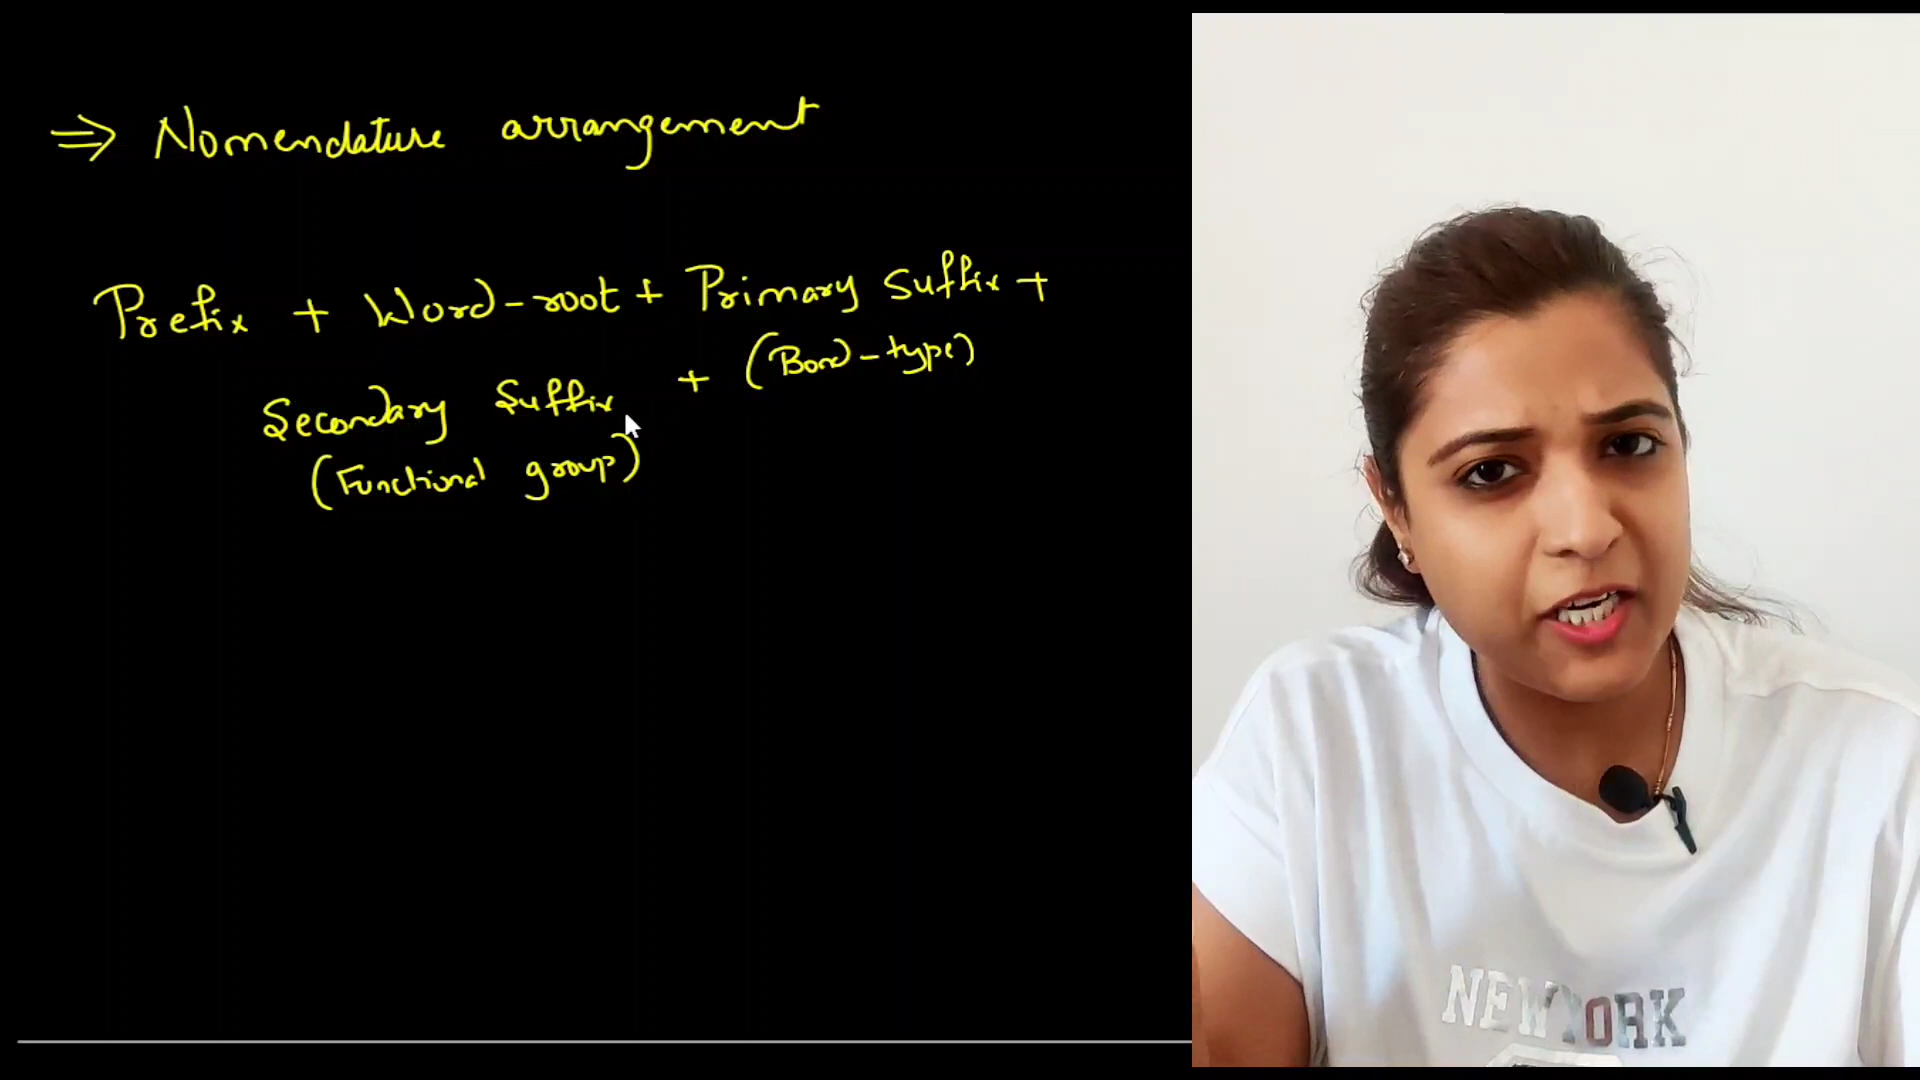 ⇒ Nomenclature arrangement
Prefix + Word-root + Primary Suffix +
(Bond-type)
Secondary Suffix +
(Functional group)
NEW YORK